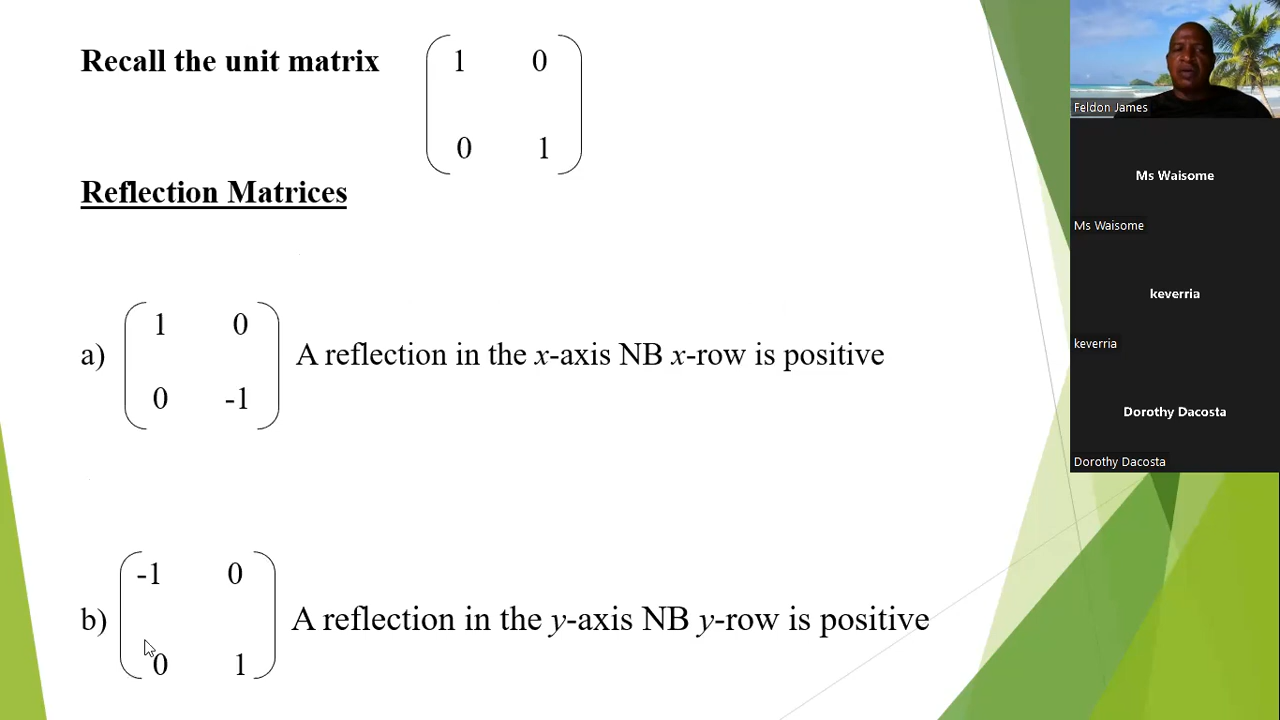 Recall the unit matrix
1 0
0 1
Reflection Matrices
1 0
a) A reflection in the x-axis NB x-row is positive
0 -1
-1 0
b) A reflection in the y-axis NB y-row is positive
0 1
Feldon James
Ms Waisome
Ms Waisome
keverria
keverria
Dorothy Dacosta
Dorothy Dacosta